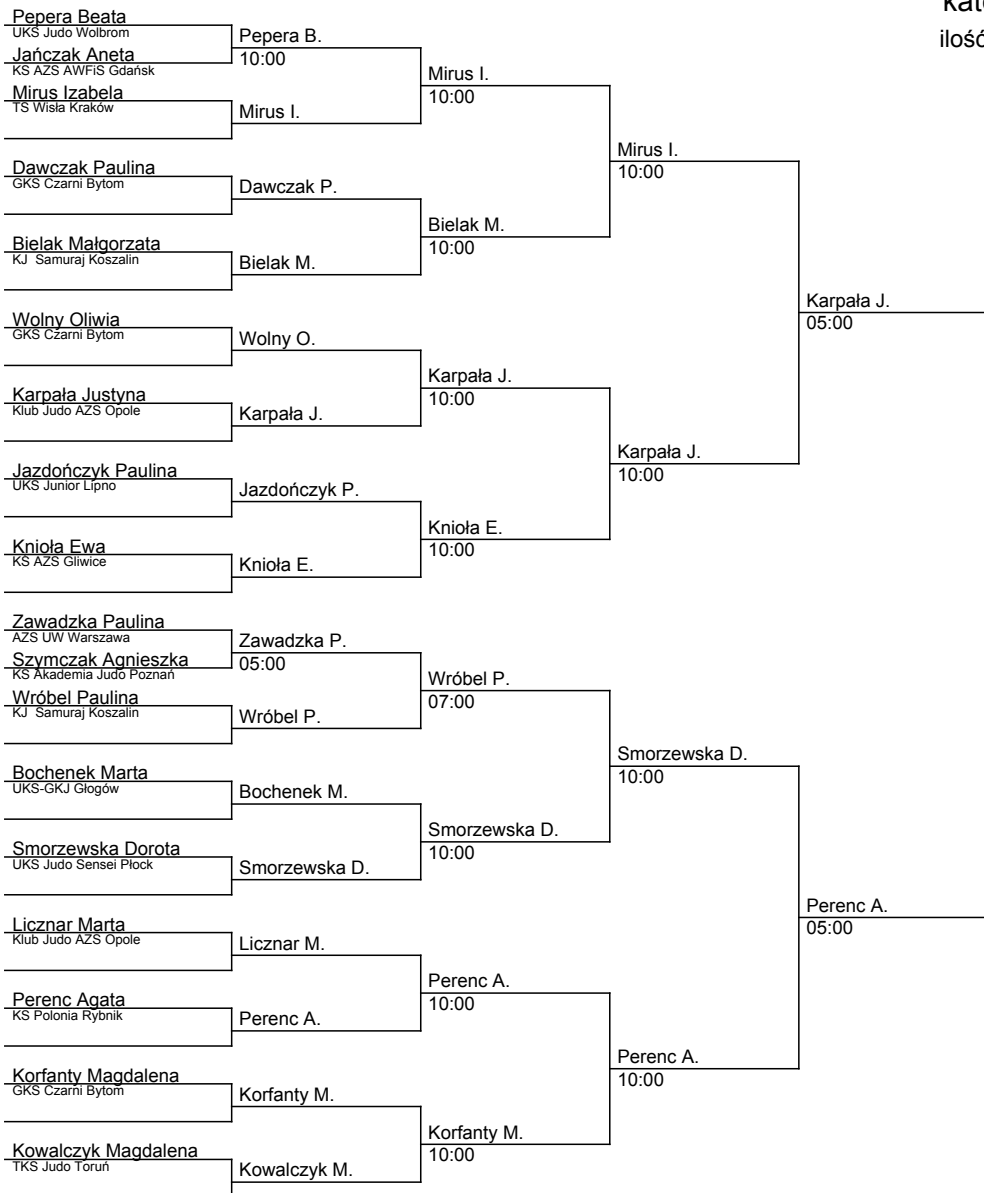 kate
ilość
Pepera Beata
UKS Judo Wolbrom
Jańczak Aneta
KS AZS AWFiS Gdańsk
Mirus Izabela
TS Wisła Kraków
Dawczak Paulina
GKS Czarni Bytom
Bielak Małgorzata
KJ Samuraj Koszalin
Wolny Oliwia
GKS Czarni Bytom
Karpała Justyna
Klub Judo AZS Opole
Jazdończyk Paulina
UKS Junior Lipno
Knioła Ewa
KS AZS Gliwice
Zawadzka Paulina
AZS UW Warszawa
Szymczak Agnieszka
KS Akademia Judo Poznań
Wróbel Paulina
KJ Samuraj Koszalin
Bochenek Marta
UKS-GKJ Głogów
Smorzewska Dorota
UKS Judo Sensei Płock
Licznar Marta
Klub Judo AZS Opole
Perenc Agata
KS Polonia Rybnik
Korfanty Magdalena
GKS Czarni Bytom
Kowalczyk Magdalena
TKS Judo Toruń
Pepera B.
10:00
Mirus I.
Dawczak P.
Bielak M.
Wolny O.
Karpała J.
Jazdończyk P.
Knioła E.
Zawadzka P.
05:00
Wróbel P.
Bochenek M.
Smorzewska D.
Licznar M.
Perenc A.
Korfanty M.
Kowalczyk M.
Mirus I.
10:00
Bielak M.
10:00
Karpała J.
10:00
Knioła E.
10:00
Wróbel P.
07:00
Smorzewska D.
10:00
Perenc A.
10:00
Korfanty M.
10:00
Mirus I.
10:00
Karpała J.
10:00
Smorzewska D.
10:00
Perenc A.
10:00
Karpała J.
05:00
Perenc A.
05:00